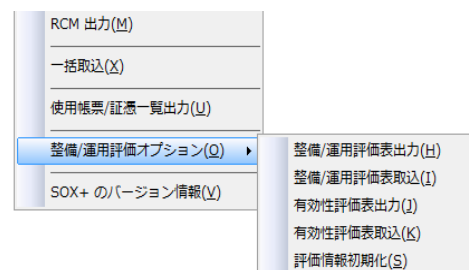 RCM 出力(M)
一括取込(X)
使用帳票/証憑一覧出力(U)
整備/運用評価オプション(O)
SOX+ のバージョン情報(V)
整備/運用評価表出力(H)
整備/運用評価表取込(I)
有効性評価表出力(J)
有効性評価表取込(K)
評価情報初期化(S)